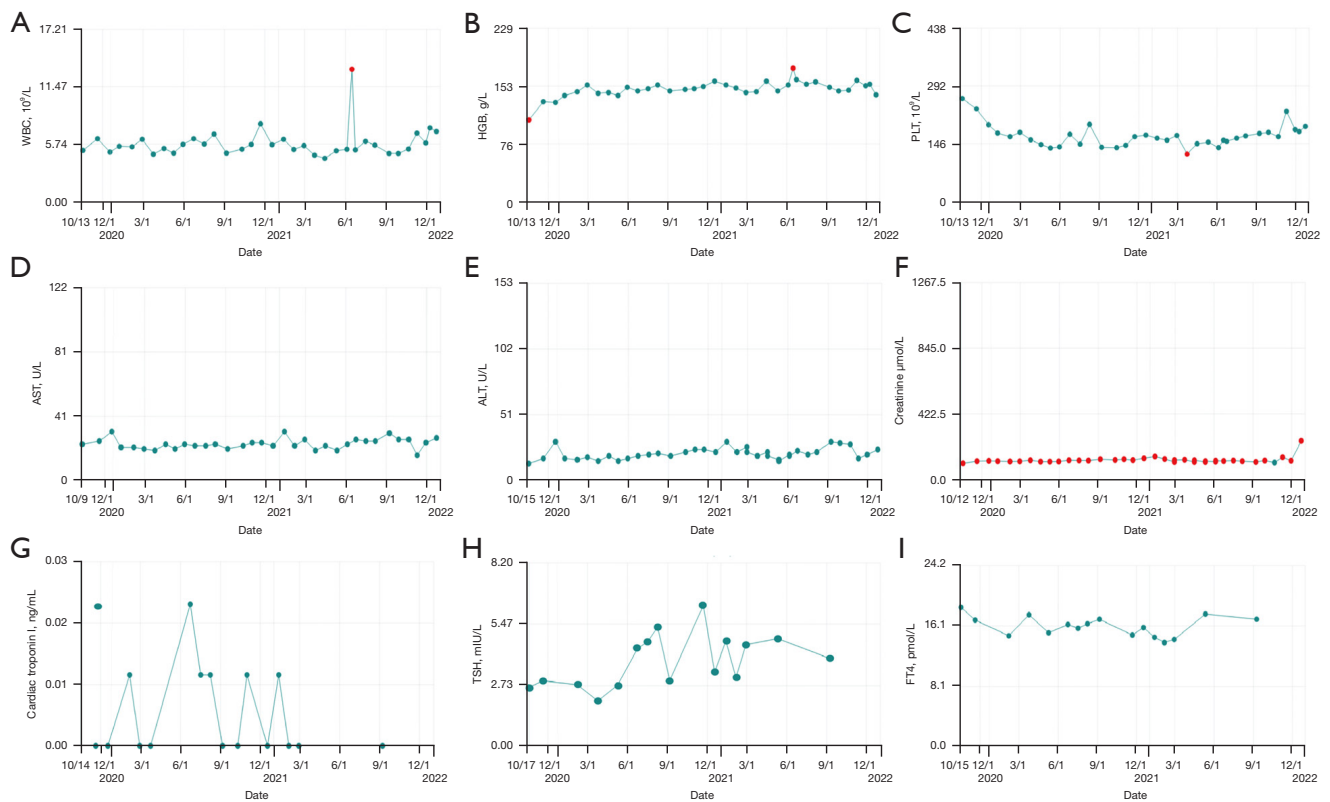 A
WBC, 10⁹/L
17.21
11.47
5.74
0.00
10/13 12/1 3/1 6/1 9/1 12/1 6/1 9/1 12/1
2020 2021 2022
Date
B
HGB, g/L
229
153
76
0
10/13 12/1 3/1 6/1 9/1 12/1 3/1 6/1 9/1 12/1
2020 2021 2022
Date
C
PLT, 10⁹/L
438
292
146
0
10/13 12/1 3/1 6/1 9/1 12/1 3/1 6/1 9/1 12/1
2020 2021 2022
Date
D
AST, U/L
122
81
41
0
10/9 12/1 3/1 6/1 9/1 12/1 3/1 6/1 9/1 12/1
2020 2021 2022
Date
E
ALT, U/L
153
102
51
0
10/15 12/1 3/1 6/1 9/1 12/1 3/1 6/1 9/1 12/1
2020 2021 2022
Date
F
Creatinine μmol/L
1267.5
845.0
422.5
0.0
10/12 12/1 3/1 6/1 9/1 12/1 3/1 6/1 9/1 12/1
2020 2021 2022
Date
G
Cardiac troponin I, ng/mL
0.03
0.02
0.01
0.00
10/14 12/1 3/1 6/1 9/1 12/1 3/1 6/1 9/1 12/1
2020 2021 2022
Date
H
TSH, mIU/L
8.20
5.47
2.73
0.00
10/17 12/1 3/1 6/1 9/1 12/1 3/1 6/1 9/1 12/1
2020 2021 2022
Date
I
FT4, pmol/L
24.2
16.1
8.1
0.0
10/15 12/1 3/1 6/1 9/1 12/1 3/1 6/1 9/1 12/1
2020 2021 2022
Date